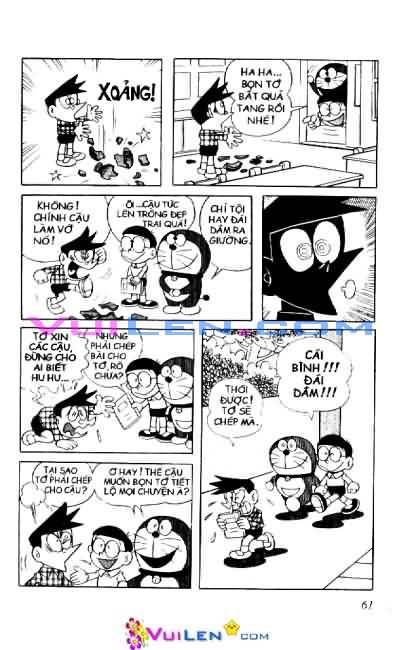 XOẢNG!
HA HA...
BỌN TỚ
BẮT QUẢ
TANG RỒI
NHÉ!
KHÔNG!
CHÍNH CẬU
LÀM VỠ
NÓ!
ÔI...CẬU TỨC
LÊN TRÔNG ĐẸP
TRAI QUÁ!
CHỈ TỘI
HAY ĐÁI
DẦM RA
GIƯỜNG.
TỚ XIN
CÁC CẬU,
ĐỪNG CHO
AI BIẾT
HU HU...
NHƯNG
PHẢI CHÉP
BÀI CHO
TỚ, RÕ
CHƯA?
TẠI SAO
TỚ PHẢI CHÉP
CHO CẬU?
Ơ HAY! THẾ CẬU
MUỐN BỌN TỚ TIẾT
LỘ MỌI CHUYỆN À?
CÁI
BÌNH!!!
ĐÁI
DẦM!!!
THÔI
ĐƯỢC!
TỚ SẼ
CHÉP MÀ.
VUILEN.COM
61
VUILEN.COM